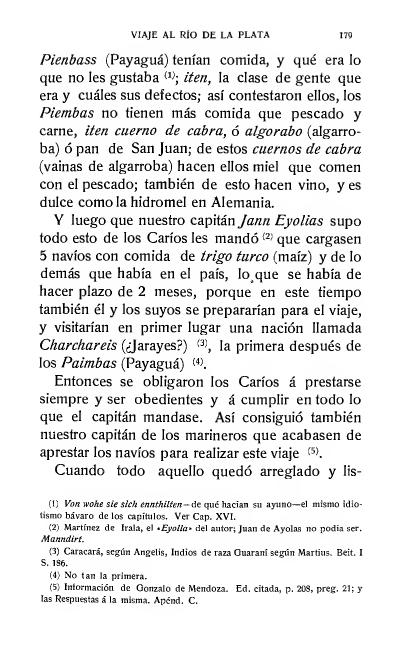 VIAJE AL RÍO DE LA PLATA 179
Pienbass (Payaguá) tenían comida, y qué era lo
que no les gustaba (1); iten, la clase de gente que
era y cuáles sus defectos; así contestaron ellos, los
Piembas no tienen más comida que pescado y
carne, iten cuerno de cabra, ó algorabo (algarro-
ba) ó pan de San Juan; de estos cuernos de cabra
(vainas de algarroba) hacen ellos miel que comen
con el pescado; también de esto hacen vino, y es
dulce como la hidromel en Alemania.
Y luego que nuestro capitán Jann Eyolias supo
todo esto de los Caríos les mandó (2) que cargasen
5 navíos con comida de trigo turco (maíz) y de lo
demás que había en el país, lo que se había de
hacer plazo de 2 meses, porque en este tiempo
también él y los suyos se prepararían para el viaje,
y visitarían en primer lugar una nación llamada
Charchareis (¿Jarayes?) (3), la primera después de
los Paimbas (Payaguá) (4).
Entonces se obligaron los Caríos á prestarse
siempre y ser obedientes y á cumplir en todo lo
que el capitán mandase. Así consiguió también
nuestro capitán de los marineros que acabasen de
aprestar los navíos para realizar este viaje (5).
Cuando todo aquello quedó arreglado y lis-
(1) Von wohe sie sich ennthilten—de qué hacían su ayuno—el mismo idio-
tismo bávaro de los capítulos. Ver Cap. XVI.
(2) Martínez de Irala, el «Eyolla» del autor; Juan de Ayolas no podía ser.
Manndirt.
(3) Caracará, según Angelis, Indios de raza Guaraní según Martius. Beit. I
S. 186.
(4) No tan la primera.
(5) Información de Gonzalo de Mendoza. Ed. citada, p. 208, preg. 21; y
las Respuestas á la misma. Apénd. C.